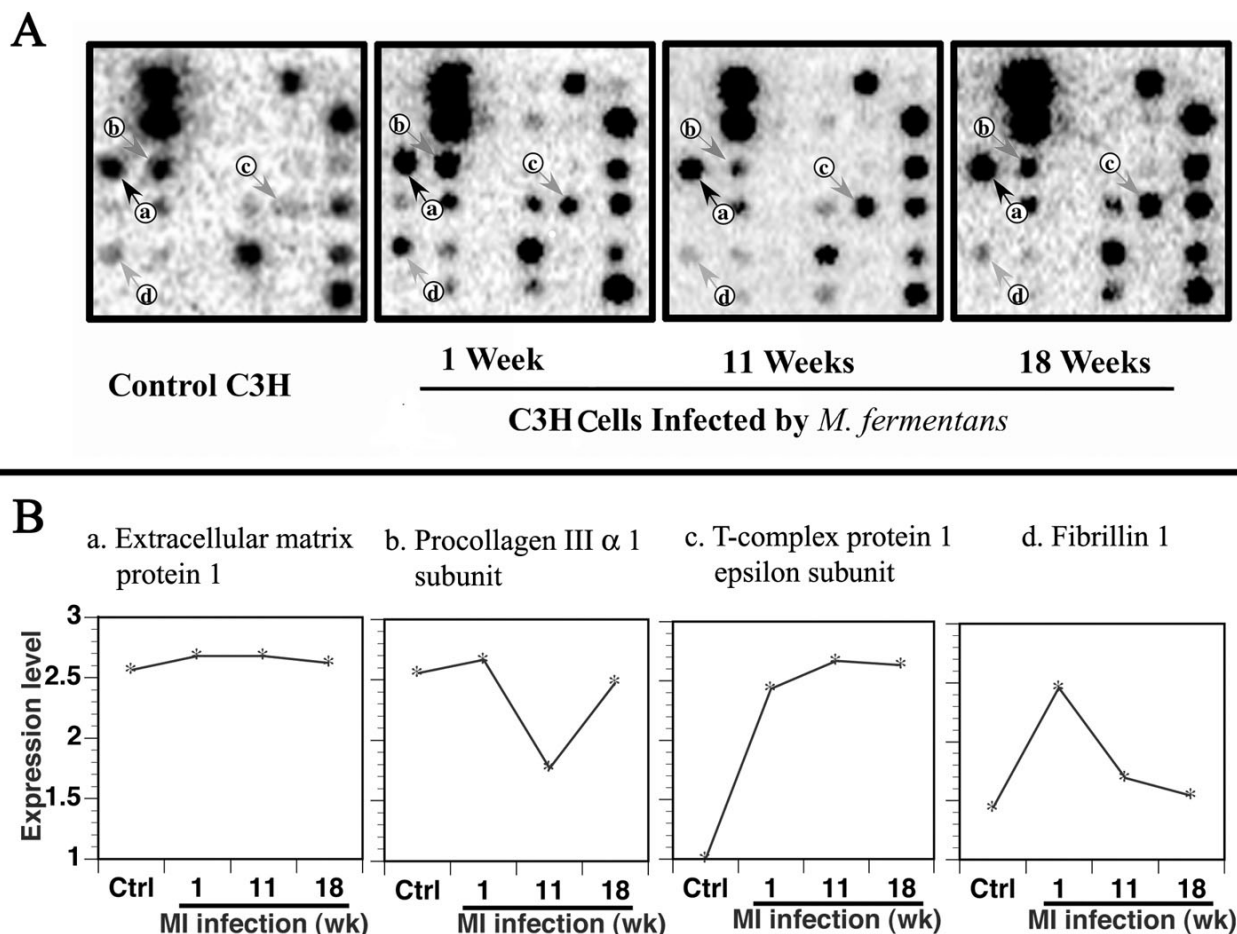 A
b
a
c
d
b
a
c
d
b
a
c
d
b
a
c
d
Control C3H
1 Week
11 Weeks
18 Weeks
C3H Cells Infected by M. fermentans
B
a. Extracellular matrix
protein 1
b. Procollagen III α 1
subunit
c. T-complex protein 1
epsilon subunit
d. Fibrillin 1
Expression level
3
2.5
2
1.5
1
Ctrl 1 11 18
MI infection (wk)
Ctrl 1 11 18
MI infection (wk)
Ctrl 1 11 18
MI infection (wk)
Ctrl 1 11 18
MI infection (wk)